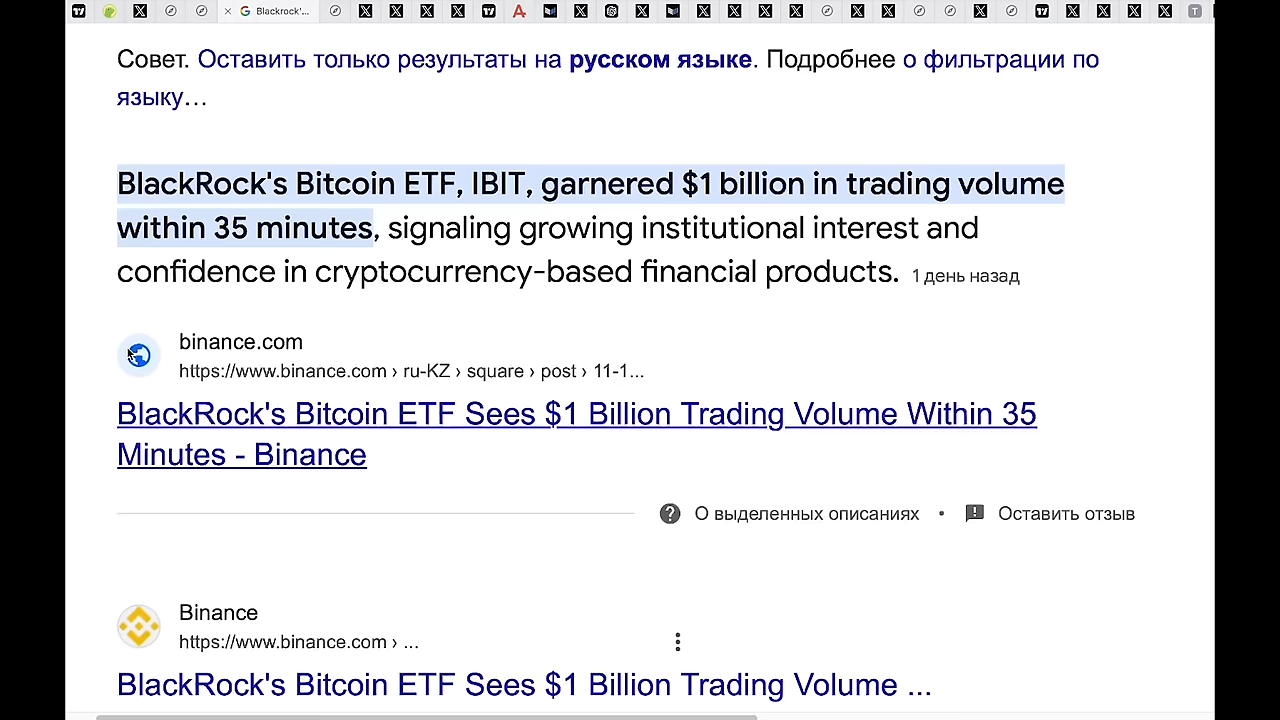 Blackrock'...
Совет. Оставить только результаты на русском языке. Подробнее о фильтрации по
языку…
BlackRock's Bitcoin ETF, IBIT, garnered $1 billion in trading volume
within 35 minutes, signaling growing institutional interest and
confidence in cryptocurrency-based financial products. 1 день назад
binance.com
https://www.binance.com › ru-KZ › square › post › 11-1...
BlackRock's Bitcoin ETF Sees $1 Billion Trading Volume Within 35
Minutes - Binance
О выделенных описаниях • Оставить отзыв
Binance
https://www.binance.com › ...
BlackRock's Bitcoin ETF Sees $1 Billion Trading Volume ...